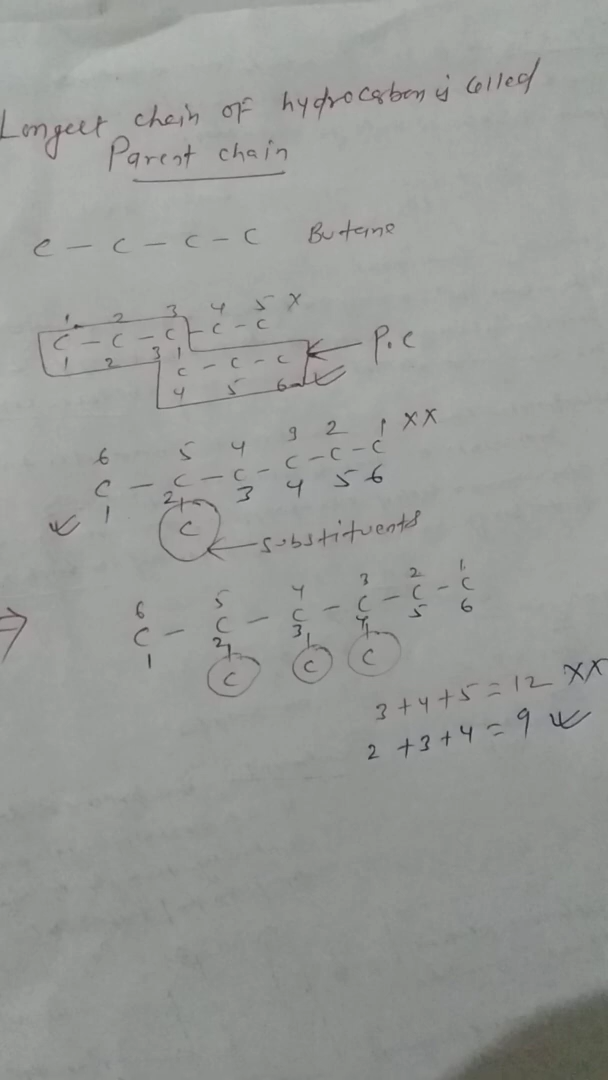 Longest chain of hydrocarbon is called
Parent chain
C - C - C - C Butane
1 2 3 4 5 X
C - C - C - C - C
1 2 3
C - C - C ← P.C
4 5 6
6 5 4 3 2 1 XX
C - C - C - C - C - C
1 2 3 4 5 6
C ← substituents
6 5 4 3 2 1
⇒ C - C - C - C - C - C
1 2 3 4 5 6
C C C
3+4+5=12 XX
2+3+4=9